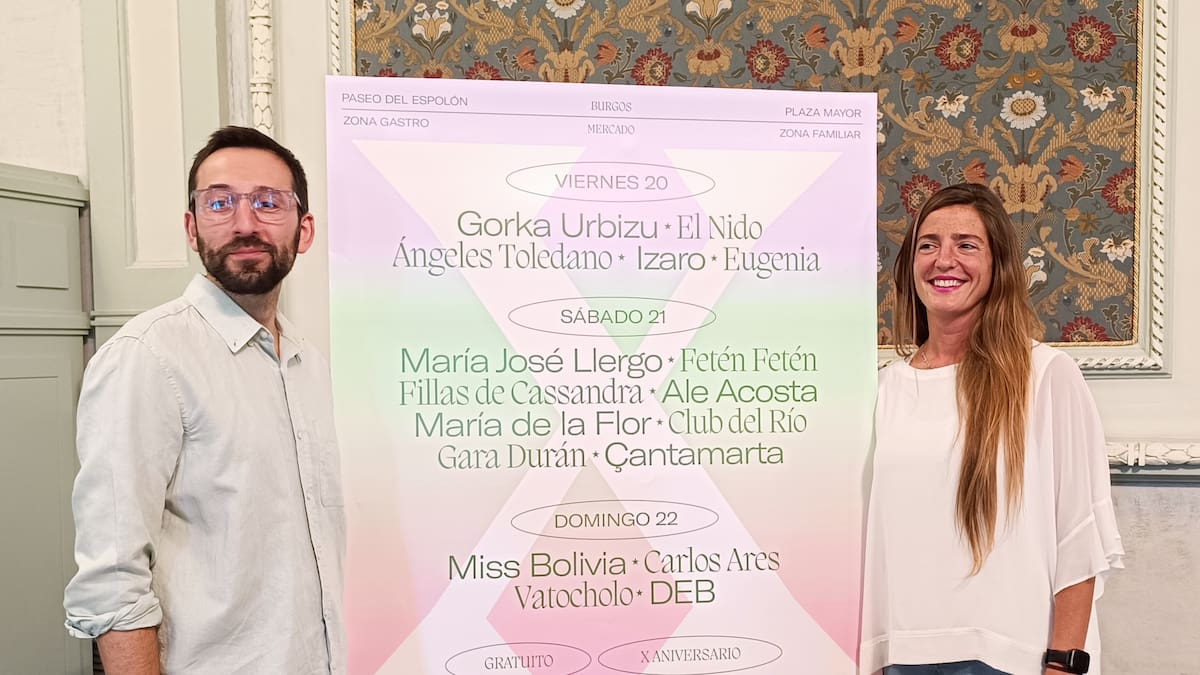 PASEO DEL ESPOLÓN
BURGOS
PLAZA MAYOR
ZONA GASTRO
MERCADO
ZONA FAMILIAR
VIERNES 20
Gorka Urbizu * El Nido
Ángeles Toledano * Izaro * Eugenia
SÁBADO 21
María José Llergo * Fetén Fetén
Fillas de Cassandra * Ale Acosta
María de la Flor * Club del Río
Gara Durán * Çantamarta
DOMINGO 22
Miss Bolivia * Carlos Ares
Vatocholo * DEB
GRATUITO
X ANIVERSARIO